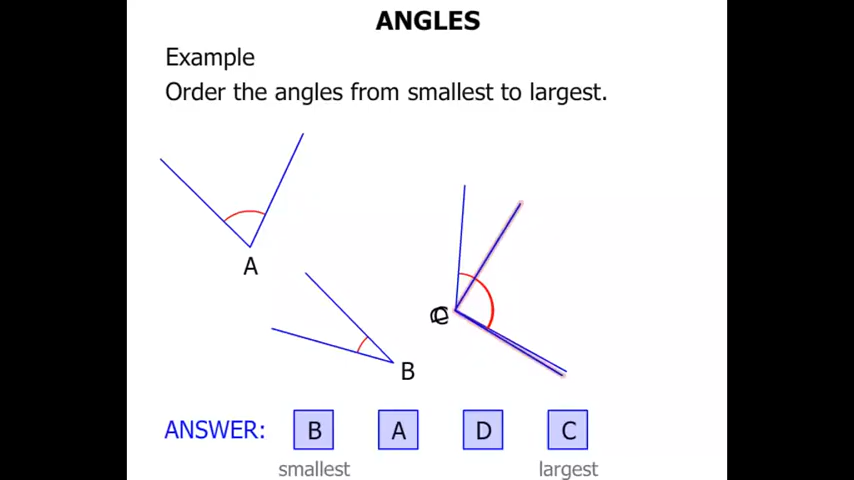 ANGLES
Example
Order the angles from smallest to largest.
A
B
ANSWER: B A D C
smallest largest